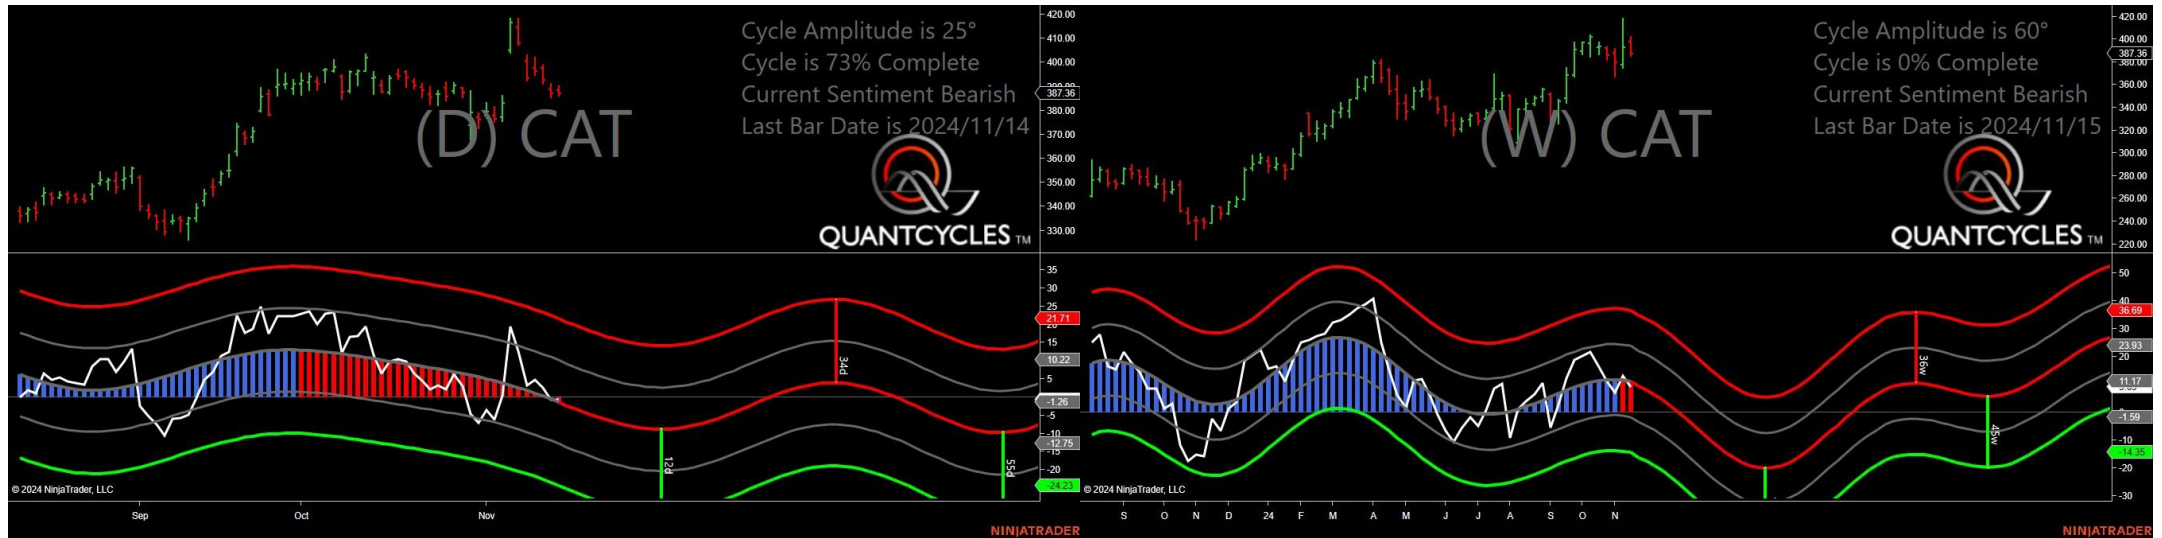 Cycle Amplitude is 25°
Cycle is 73% Complete
Current Sentiment Bearish
Last Bar Date is 2024/11/14
(D) CAT
QUANTCYCLES TM
420.00
410.00
400.00
390.00
387.36
380.00
370.00
360.00
350.00
340.00
330.00
35
30
25
21.71
20
15
10.22
5
-1.26
-5
-10
-12.75
-15
-20
-24.23
34d
12d
55d
© 2024 NinjaTrader, LLC
Sep Oct Nov
NINJATRADER
Cycle Amplitude is 60°
Cycle is 0% Complete
Current Sentiment Bearish
Last Bar Date is 2024/11/15
(W) CAT
QUANTCYCLES TM
420.00
400.00
387.36
380.00
360.00
340.00
320.00
300.00
280.00
260.00
240.00
220.00
50
40
36.69
30
23.93
20
11.17
-1.59
-10
-14.35
-20
-30
36w
45w
© 2024 NinjaTrader, LLC
S O N D 24 F M A M J J A S O N
NINJATRADER